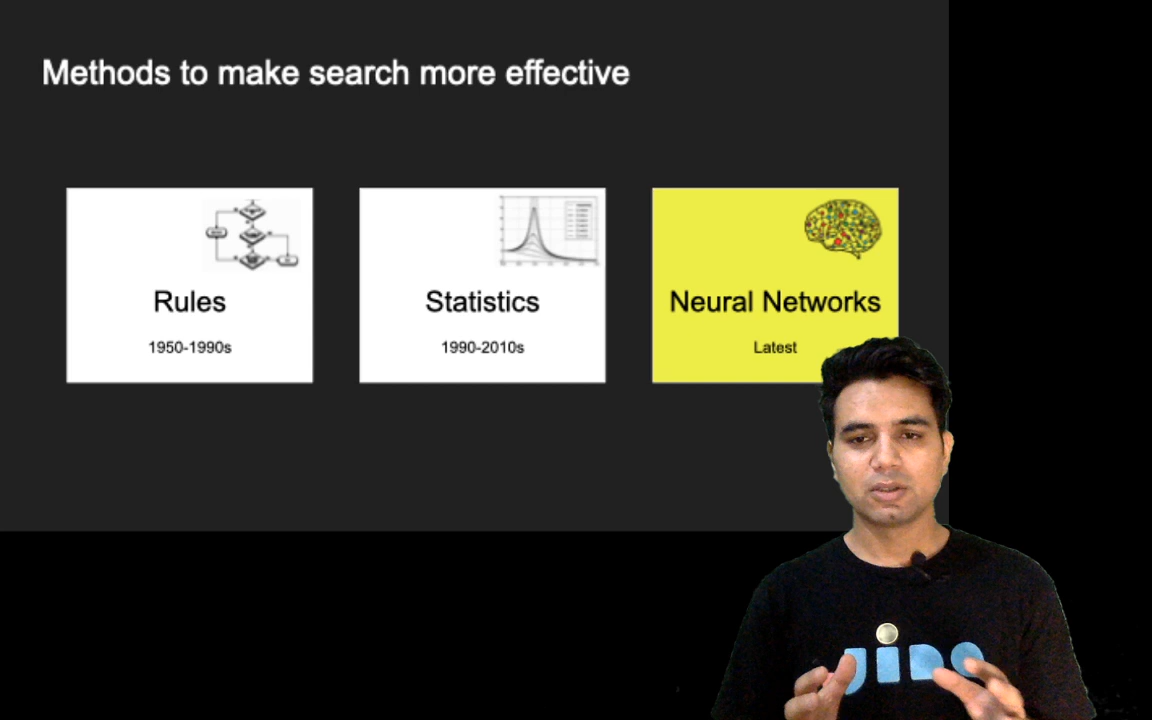 Methods to make search more effective
Rules
1950-1990s
Statistics
1990-2010s
Neural Networks
Latest